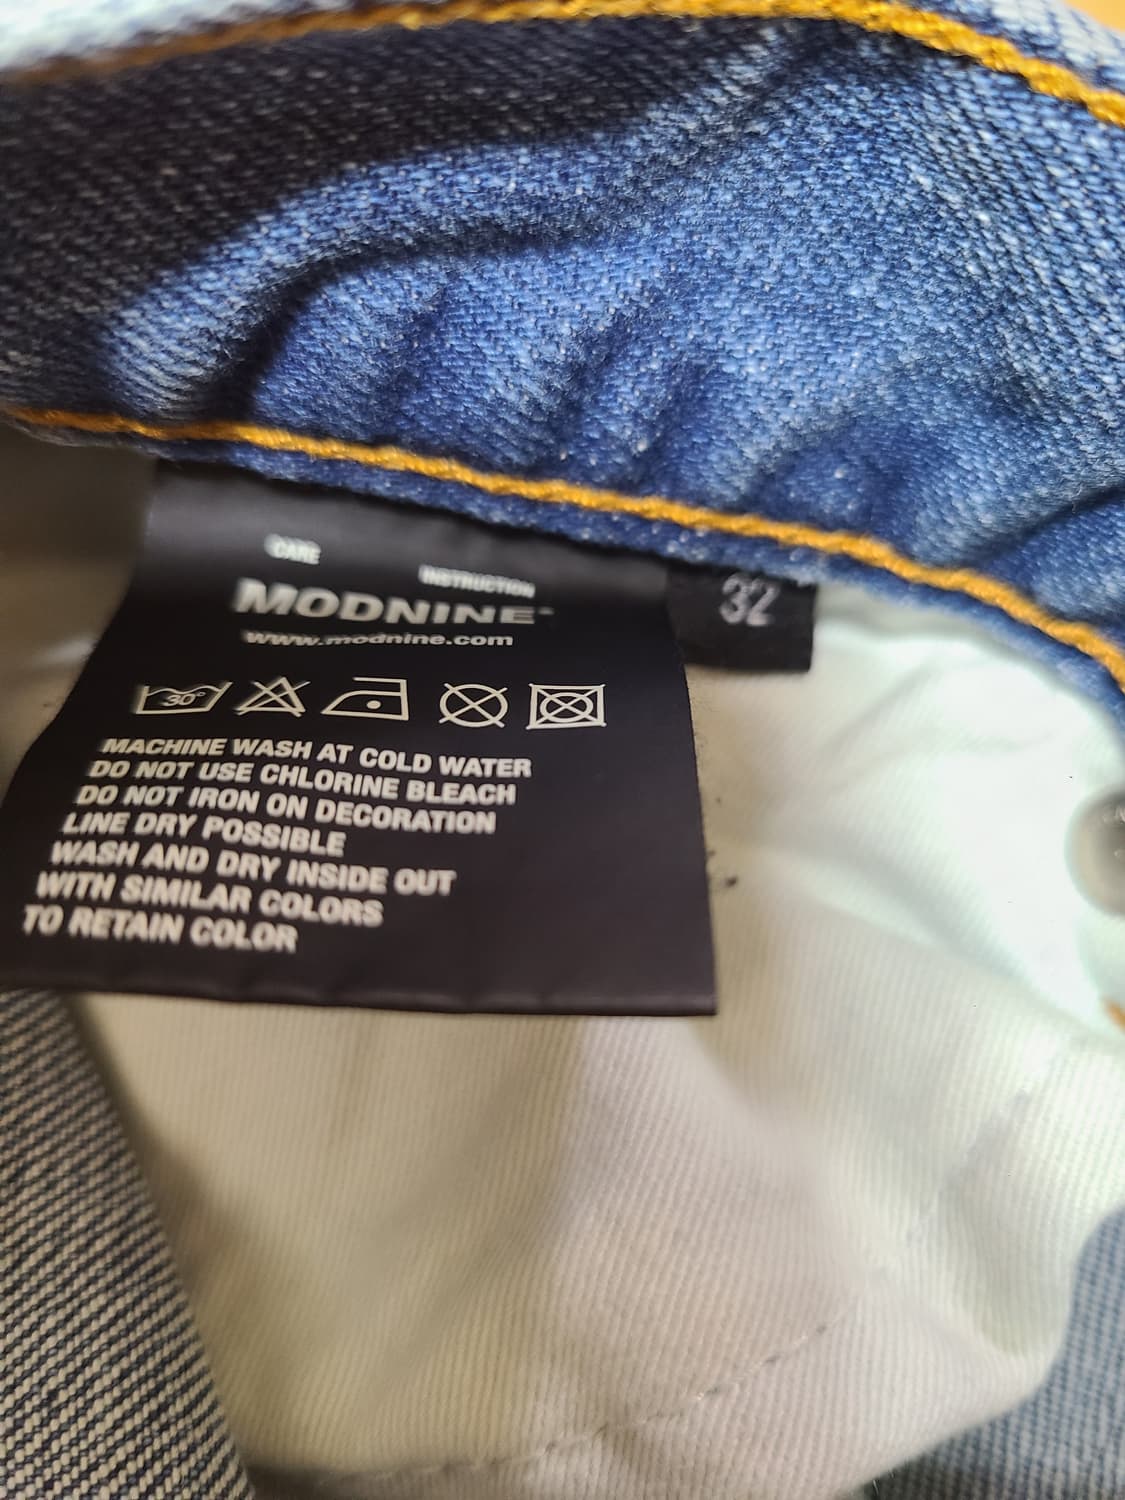 CARE
INSTRUCTION
MODNINE
www.modnine.com
32
30°
MACHINE WASH AT COLD WATER
DO NOT USE CHLORINE BLEACH
DO NOT IRON ON DECORATION
LINE DRY POSSIBLE
WASH AND DRY INSIDE OUT
WITH SIMILAR COLORS
TO RETAIN COLOR